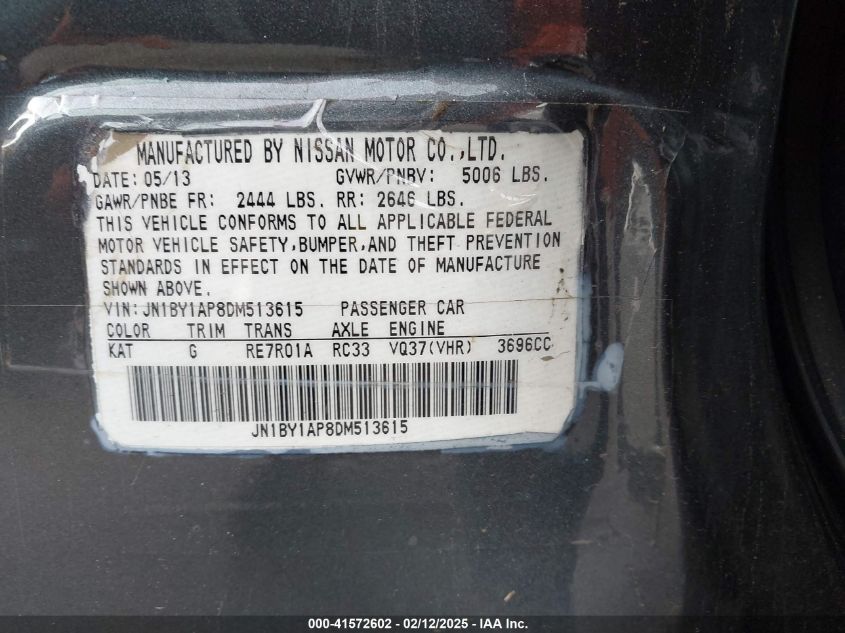 MANUFACTURED BY NISSAN MOTOR CO.,LTD.
DATE: 05/13 GVWR/PNBV: 5006 LBS.
GAWR/PNBE FR: 2444 LBS. RR: 2646 LBS.
THIS VEHICLE CONFORMS TO ALL APPLICABLE FEDERAL
MOTOR VEHICLE SAFETY,BUMPER,AND THEFT PREVENTION
STANDARDS IN EFFECT ON THE DATE OF MANUFACTURE
SHOWN ABOVE.
VIN:JN1BY1AP8DM513615 PASSENGER CAR
COLOR TRIM TRANS AXLE ENGINE
KAT G RE7R01A RC33 VQ37(VHR) 3696CC
JN1BY1AP8DM513615
000-41572602 - 02/12/2025 - IAA Inc.